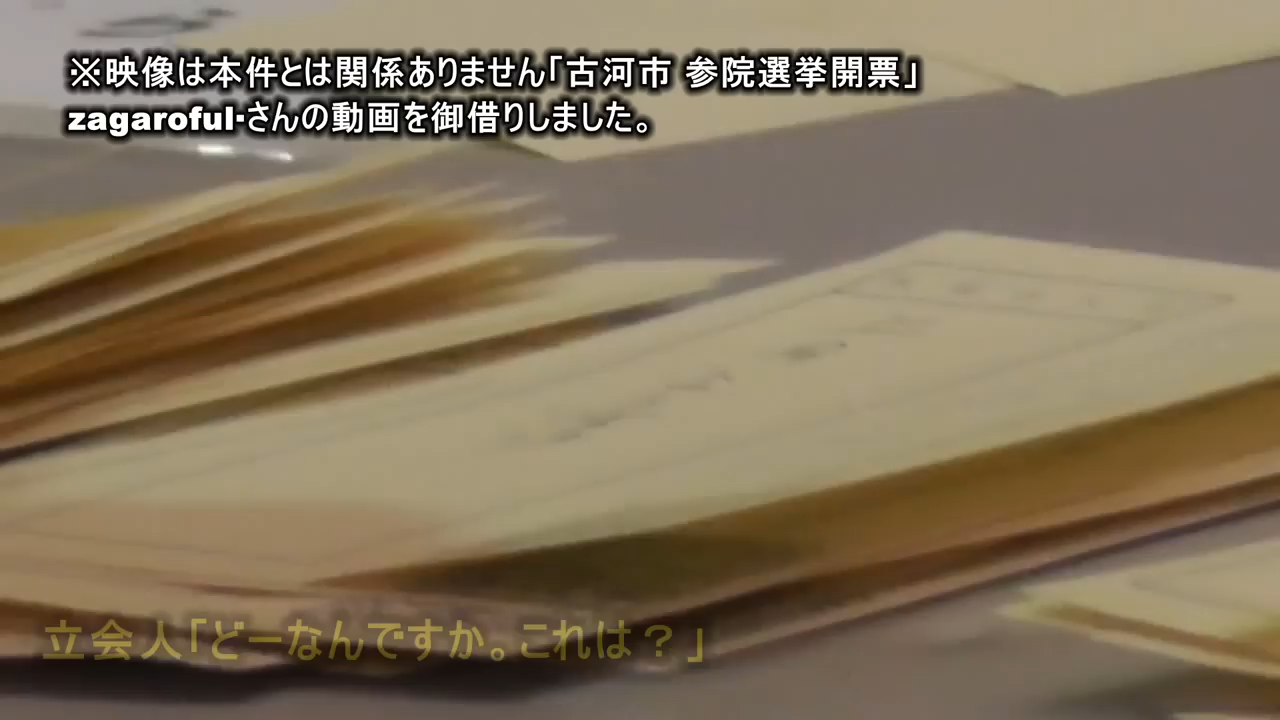 ※映像は本件とは関係ありません「古河市 参院選挙開票」
zagaroful·さんの動画を御借りしました。
立会人「どーなんですか。これは？」